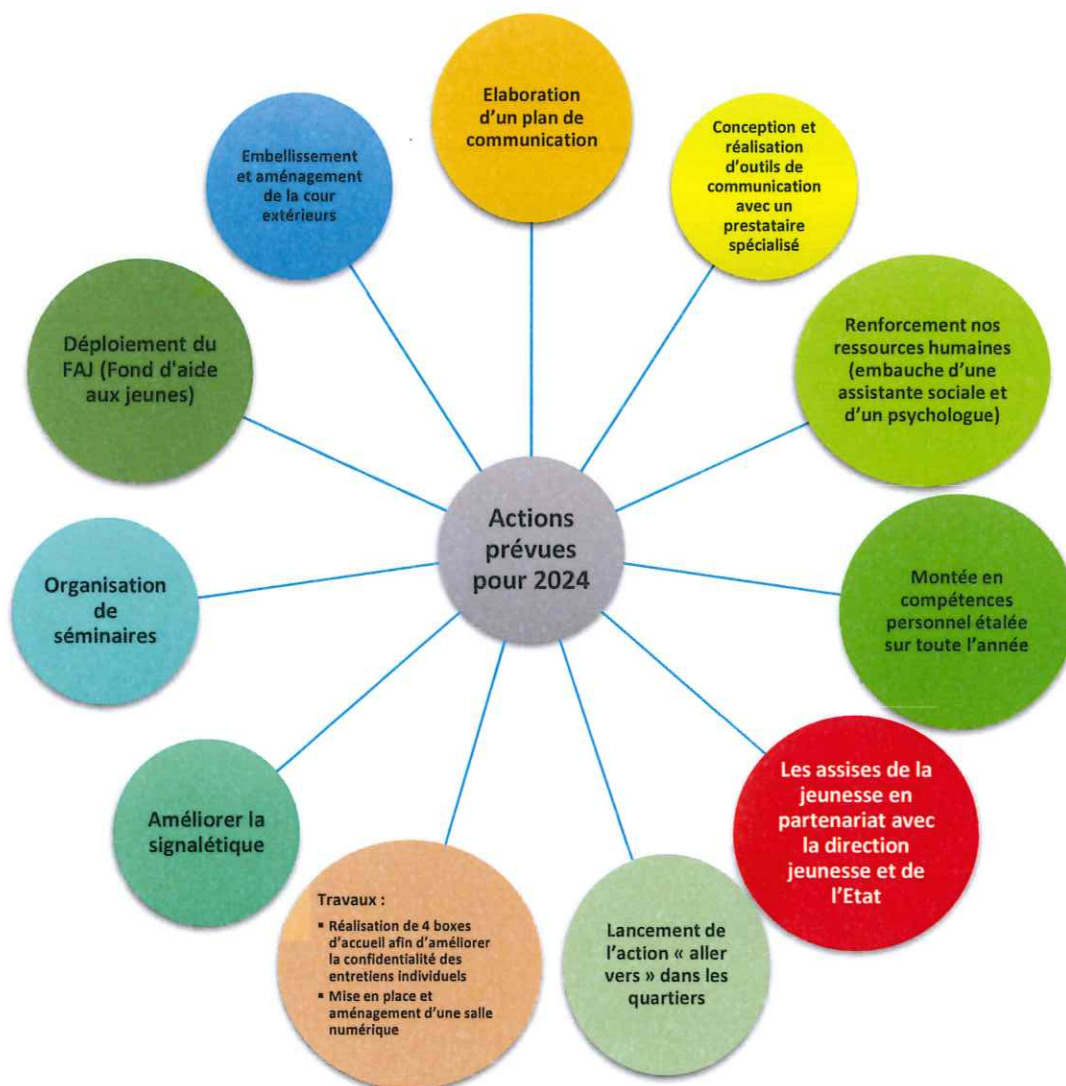 Elaboration
d'un plan de
communication
Conception et
réalisation
d'outils de
communication
avec un
prestataire
spécialisé
Renforcement nos
ressources humaines
(embauche d'une
assistante sociale et
d'un psychologue)
Montée en
compétences
personnel étalée
sur toute l'année
Les assises de la
jeunesse en
partenariat avec
la direction
jeunesse et de
l'Etat
Lancement de
l'action « aller
vers » dans les
quartiers
Travaux :
▪ Réalisation de 4 boxes
d'accueil afin d'améliorer
la confidentialité des
entretiens individuels
▪ Mise en place et
aménagement d'une salle
numérique
Améliorer la
signalétique
Organisation
de
séminaires
Déploiement du
FAJ (Fond d'aide
aux jeunes)
Embellissement
et aménagement
de la cour
extérieurs
Actions
prévues
pour 2024